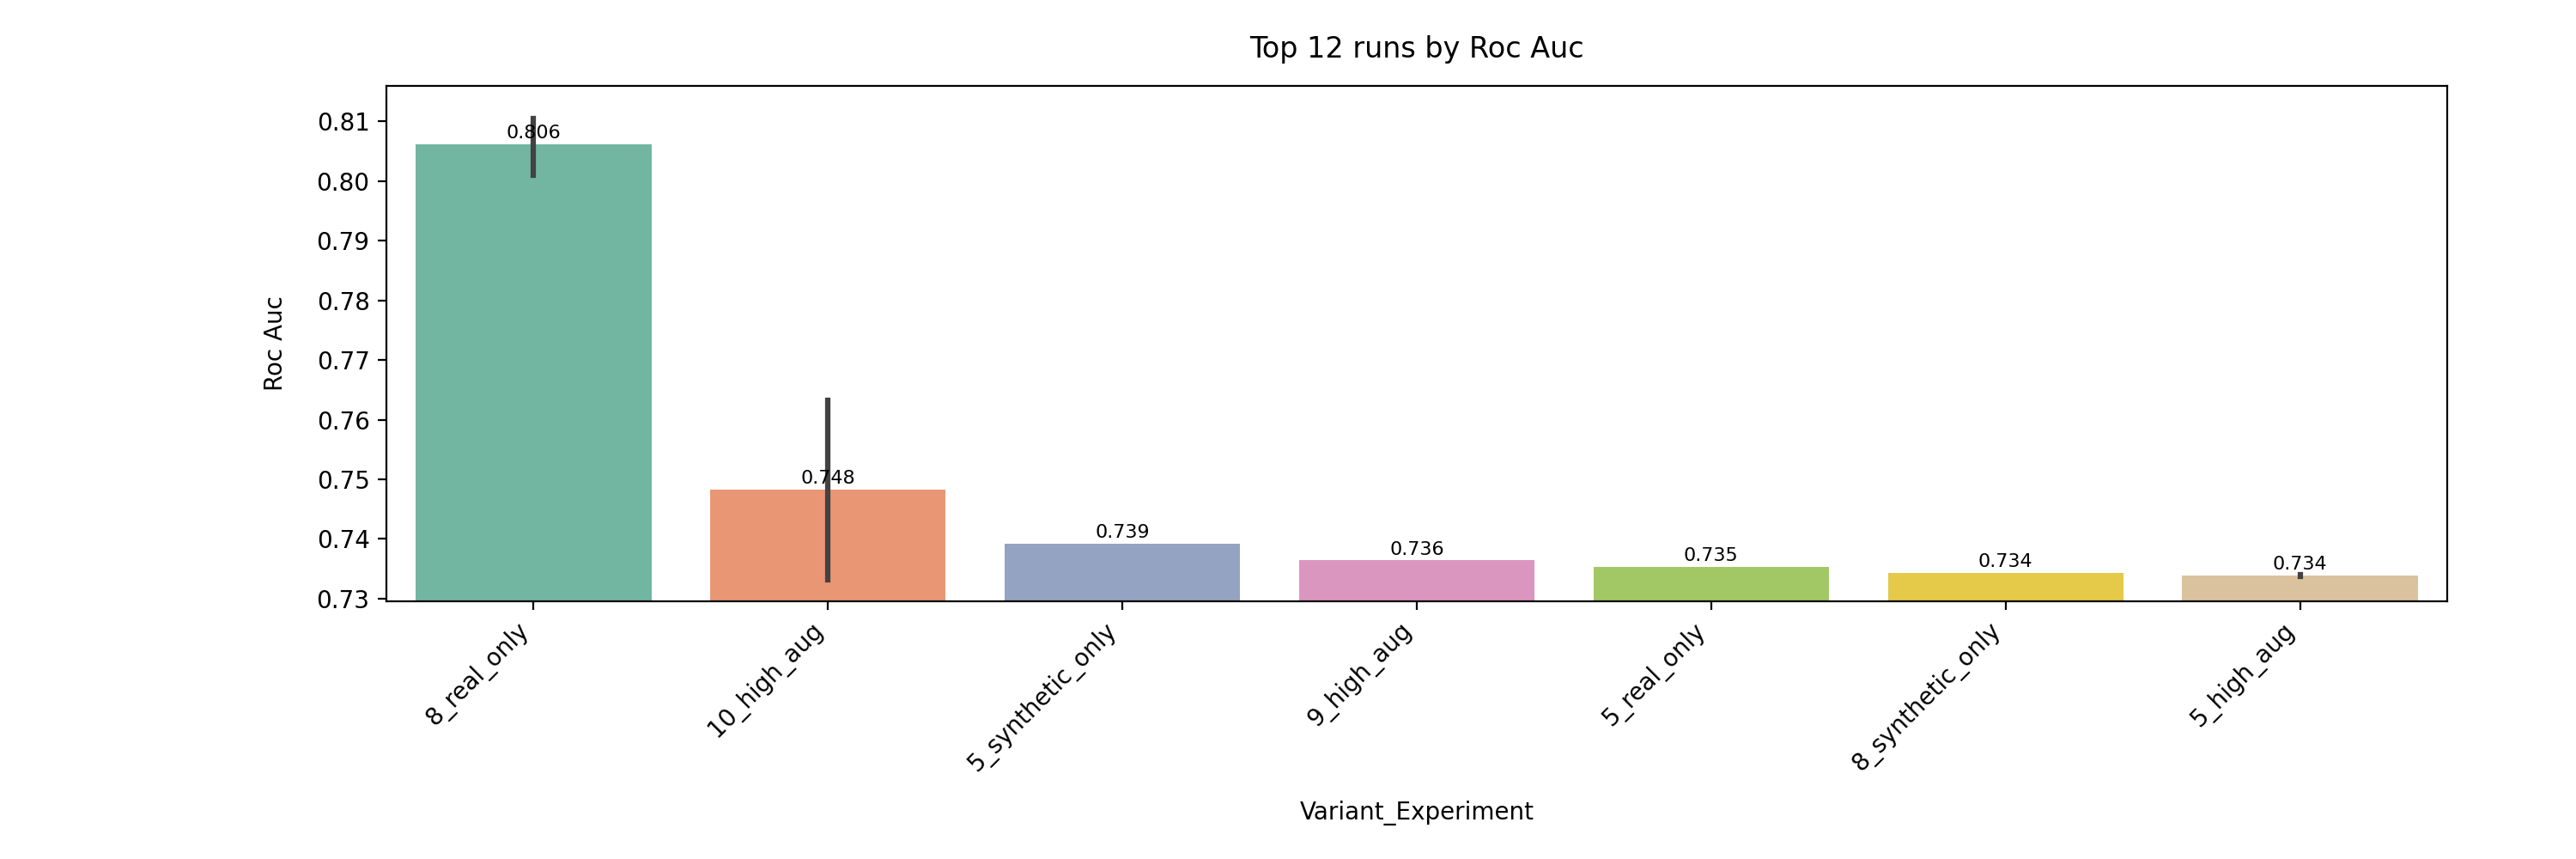 Top 12 runs by Roc Auc
Roc Auc
0.81
0.80
0.79
0.78
0.77
0.76
0.75
0.74
0.73
0.806
0.748
0.739
0.736
0.735
0.734
0.734
8_real_only
10_high_aug
5_synthetic_only
9_high_aug
5_real_only
8_synthetic_only
5_high_aug
Variant_Experiment